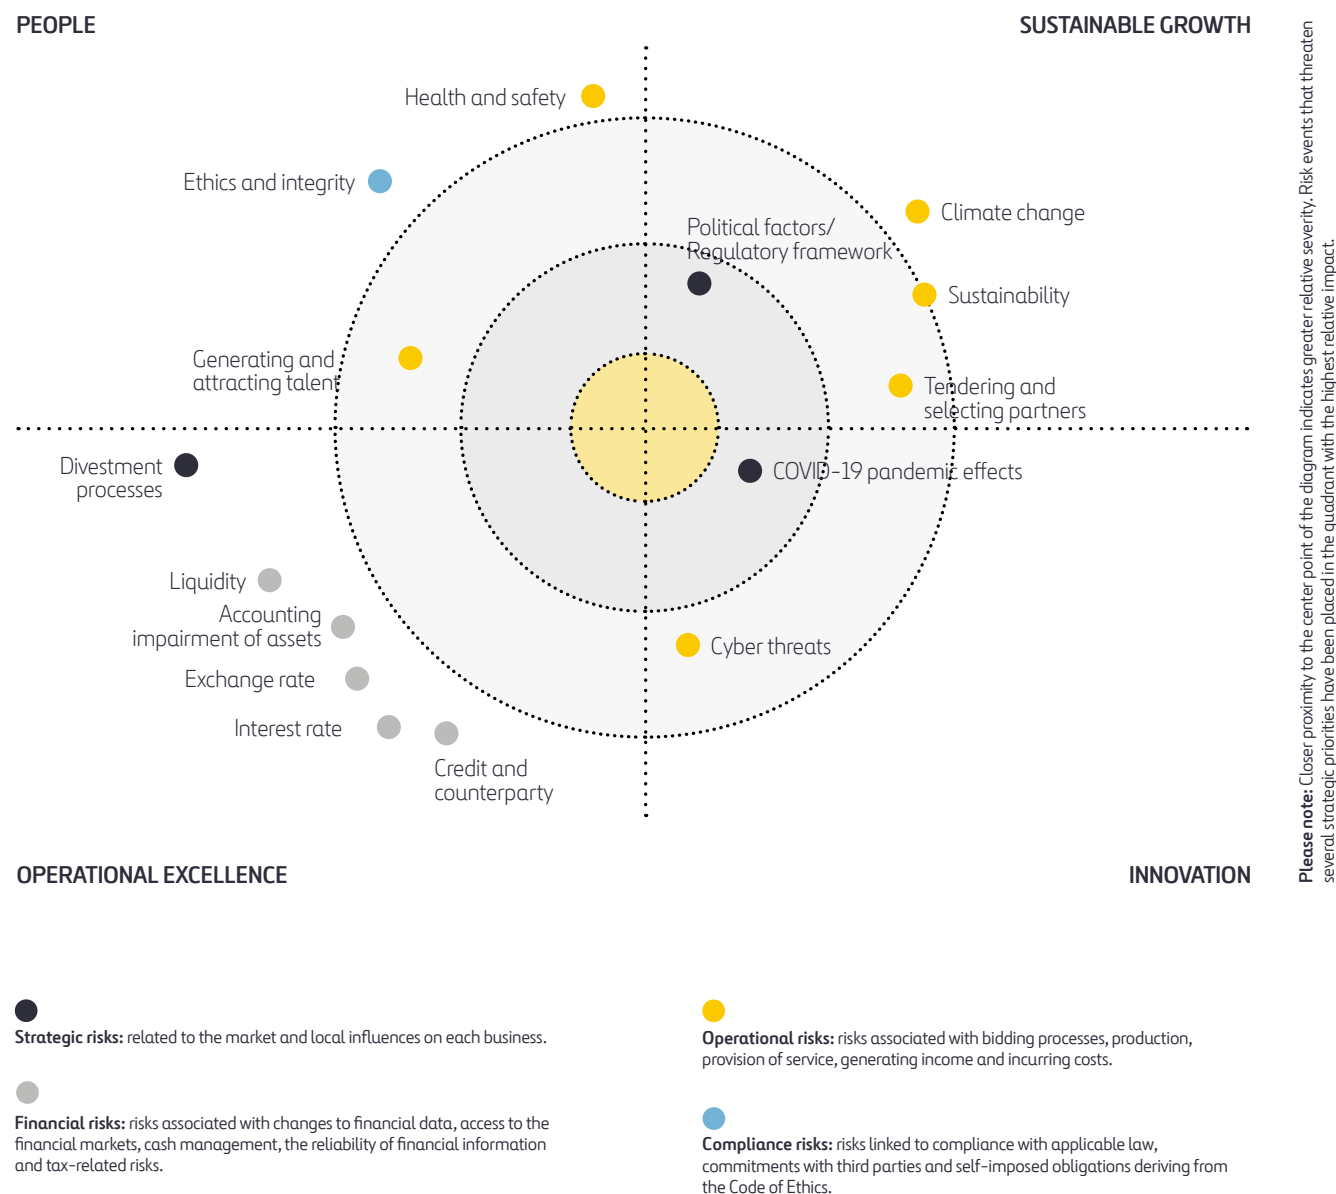 PEOPLE
SUSTAINABLE GROWTH
Health and safety
Ethics and integrity
Climate change
Political factors/
Regulatory framework
Sustainability
Generating and
attracting talent
Tendering and
selecting partners
Divestment
processes
COVID-19 pandemic effects
Liquidity
Accounting
impairment of assets
Cyber threats
Exchange rate
Interest rate
Credit and
counterparty
OPERATIONAL EXCELLENCE
INNOVATION
Please note: Closer proximity to the center point of the diagram indicates greater relative severity. Risk events that threaten
several strategic priorities have been placed in the quadrant with the highest relative impact.
Strategic risks: related to the market and local influences on each business.
Financial risks: risks associated with changes to financial data, access to the
financial markets, cash management, the reliability of financial information
and tax-related risks.
Operational risks: risks associated with bidding processes, production,
provision of service, generating income and incurring costs.
Compliance risks: risks linked to compliance with applicable law,
commitments with third parties and self-imposed obligations deriving from
the Code of Ethics.